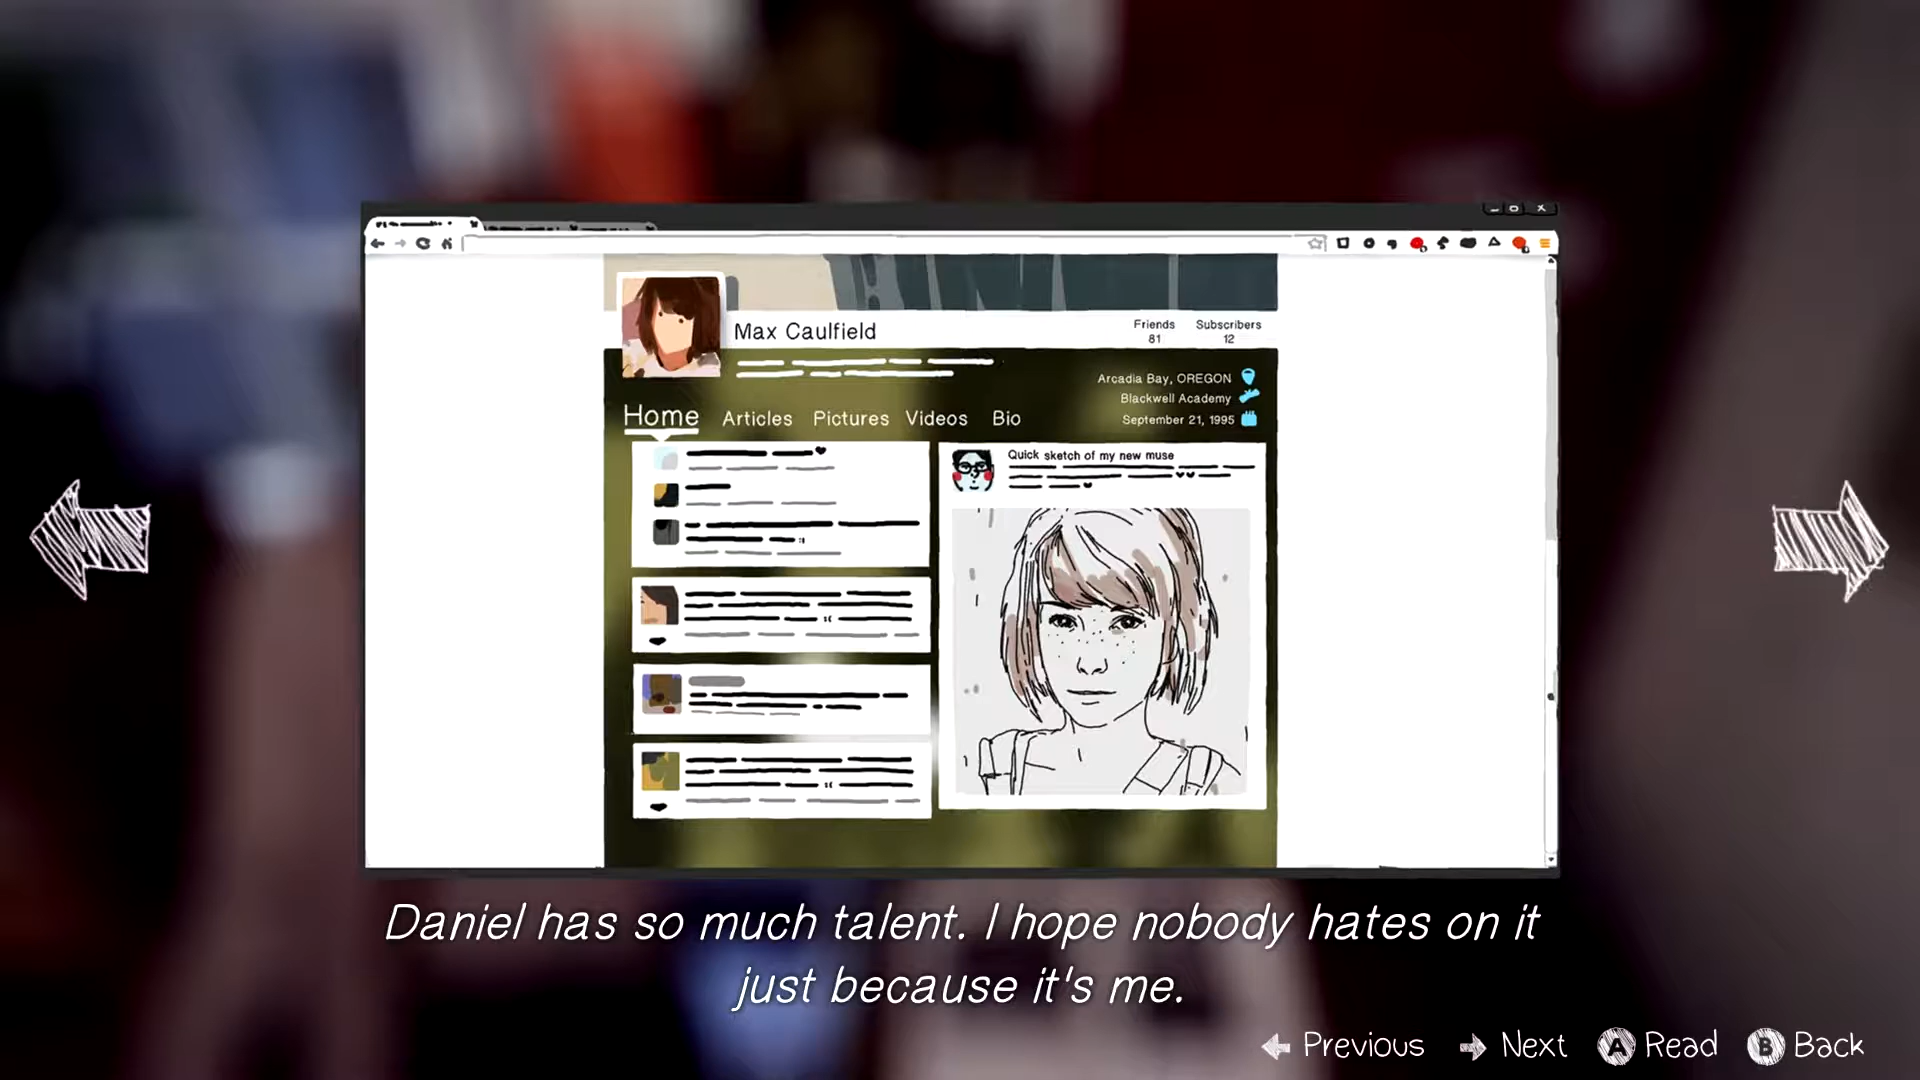 Max Caulfield
Friends
81
Subscribers
12
Arcadia Bay, OREGON
Blackwell Academy
September 21, 1995
Home
Articles
Pictures
Videos
Bio
Quick sketch of my new muse
Daniel has so much talent. I hope nobody hates on it
just because it's me.
Previous
Next
A Read
B Back